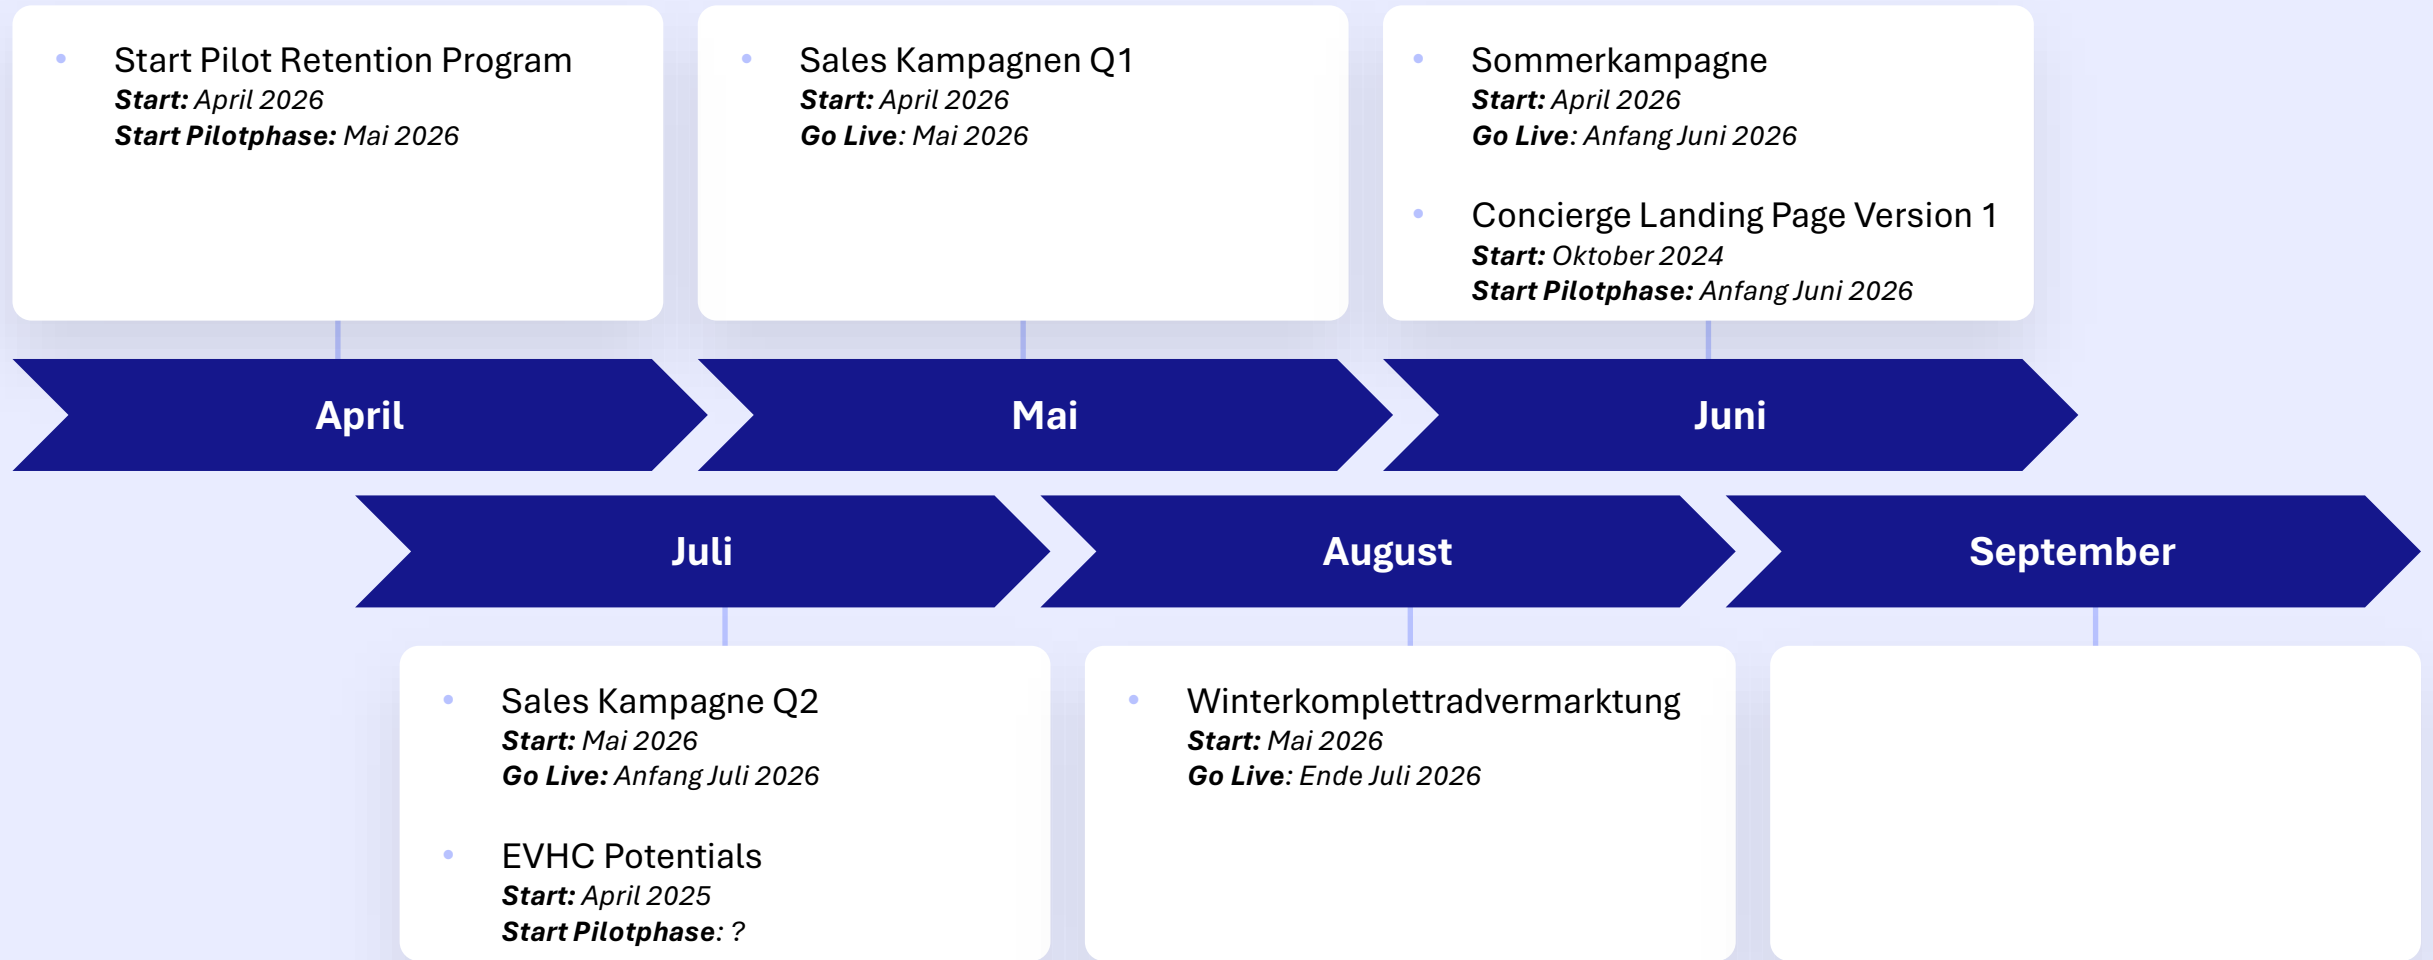 Start Pilot Retention Program
Start: April 2026
Start Pilotphase: Mai 2026
Sales Kampagnen Q1
Start: April 2026
Go Live: Mai 2026
Sommerkampagne
Start: April 2026
Go Live: Anfang Juni 2026
Concierge Landing Page Version 1
Start: Oktober 2024
Start Pilotphase: Anfang Juni 2026
April
Mai
Juni
Juli
August
September
Sales Kampagne Q2
Start: Mai 2026
Go Live: Anfang Juli 2026
EVHC Potentials
Start: April 2025
Start Pilotphase: ?
Winterkomplettradvermarktung
Start: Mai 2026
Go Live: Ende Juli 2026